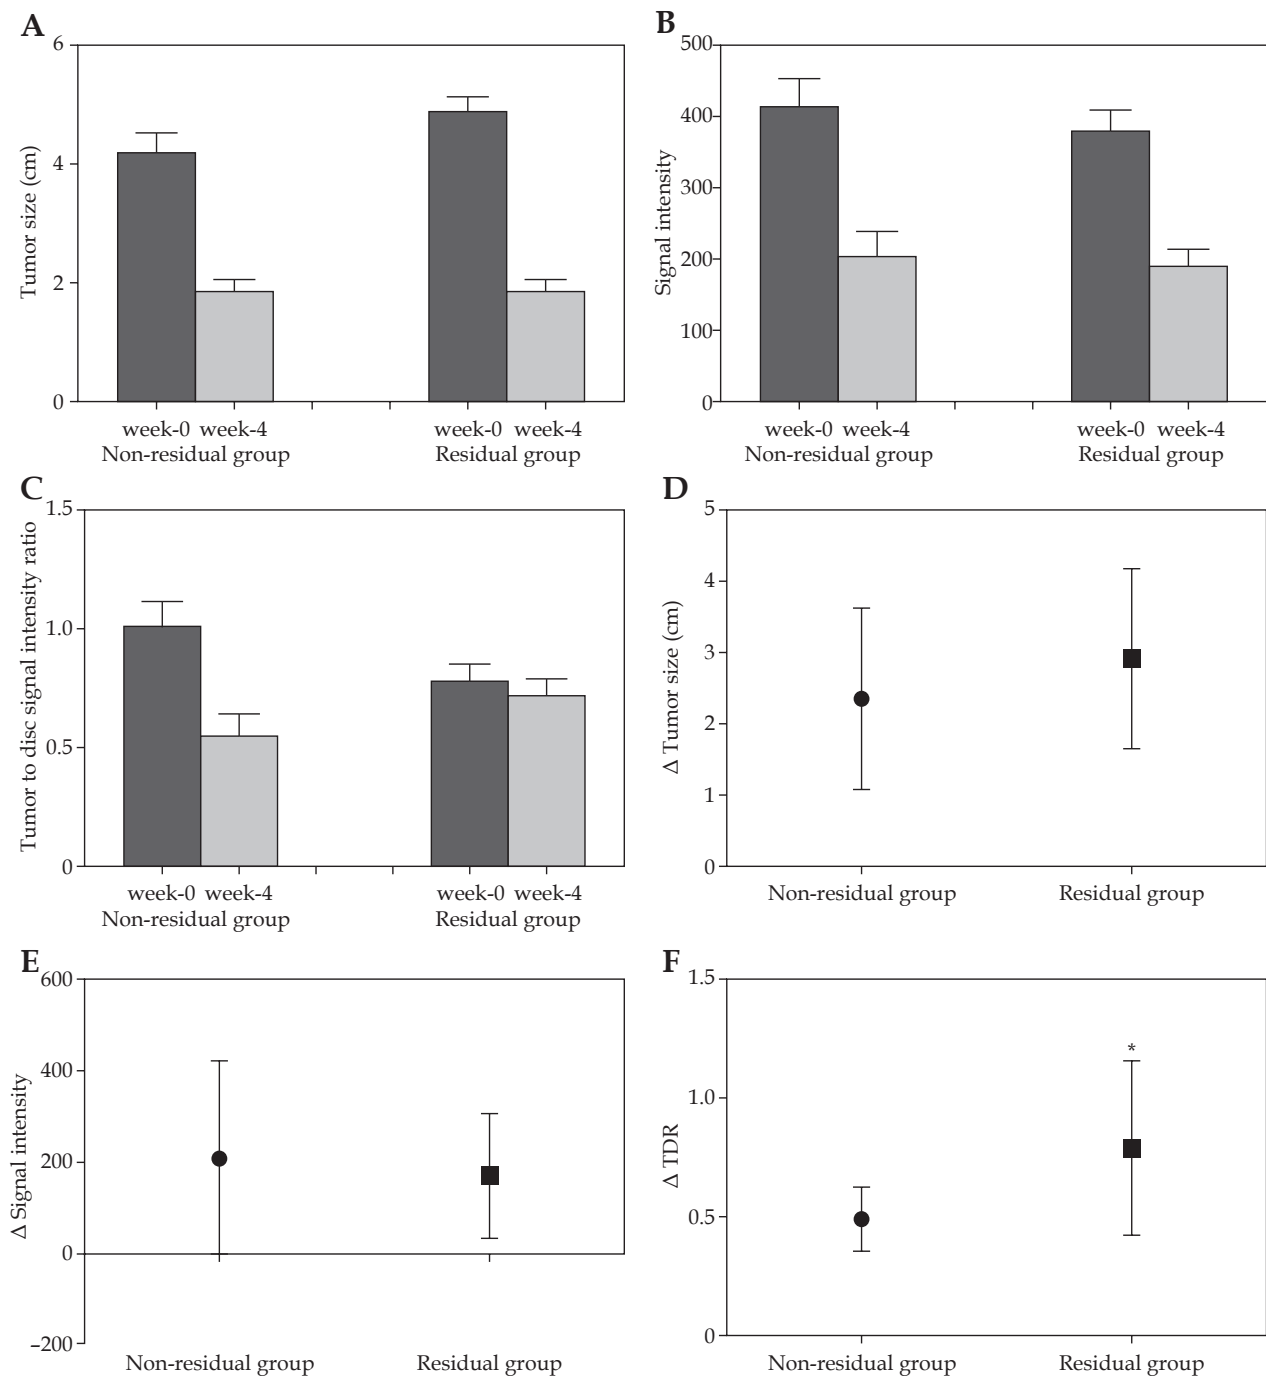 A
6
4
2
0
Tumor size (cm)
week-0 week-4 week-0 week-4
Non-residual group Residual group
B
500
400
300
200
100
0
Signal intensity
week-0 week-4 week-0 week-4
Non-residual group Residual group
C
1.5
1.0
0.5
0
Tumor to disc signal intensity ratio
week-0 week-4 week-0 week-4
Non-residual group Residual group
D
5
4
3
2
1
0
Δ Tumor size (cm)
Non-residual group Residual group
E
600
400
200
0
–200
Δ Signal intensity
Non-residual group Residual group
F
1.5
1.0
0.5
0
Δ TDR
*
Non-residual group Residual group